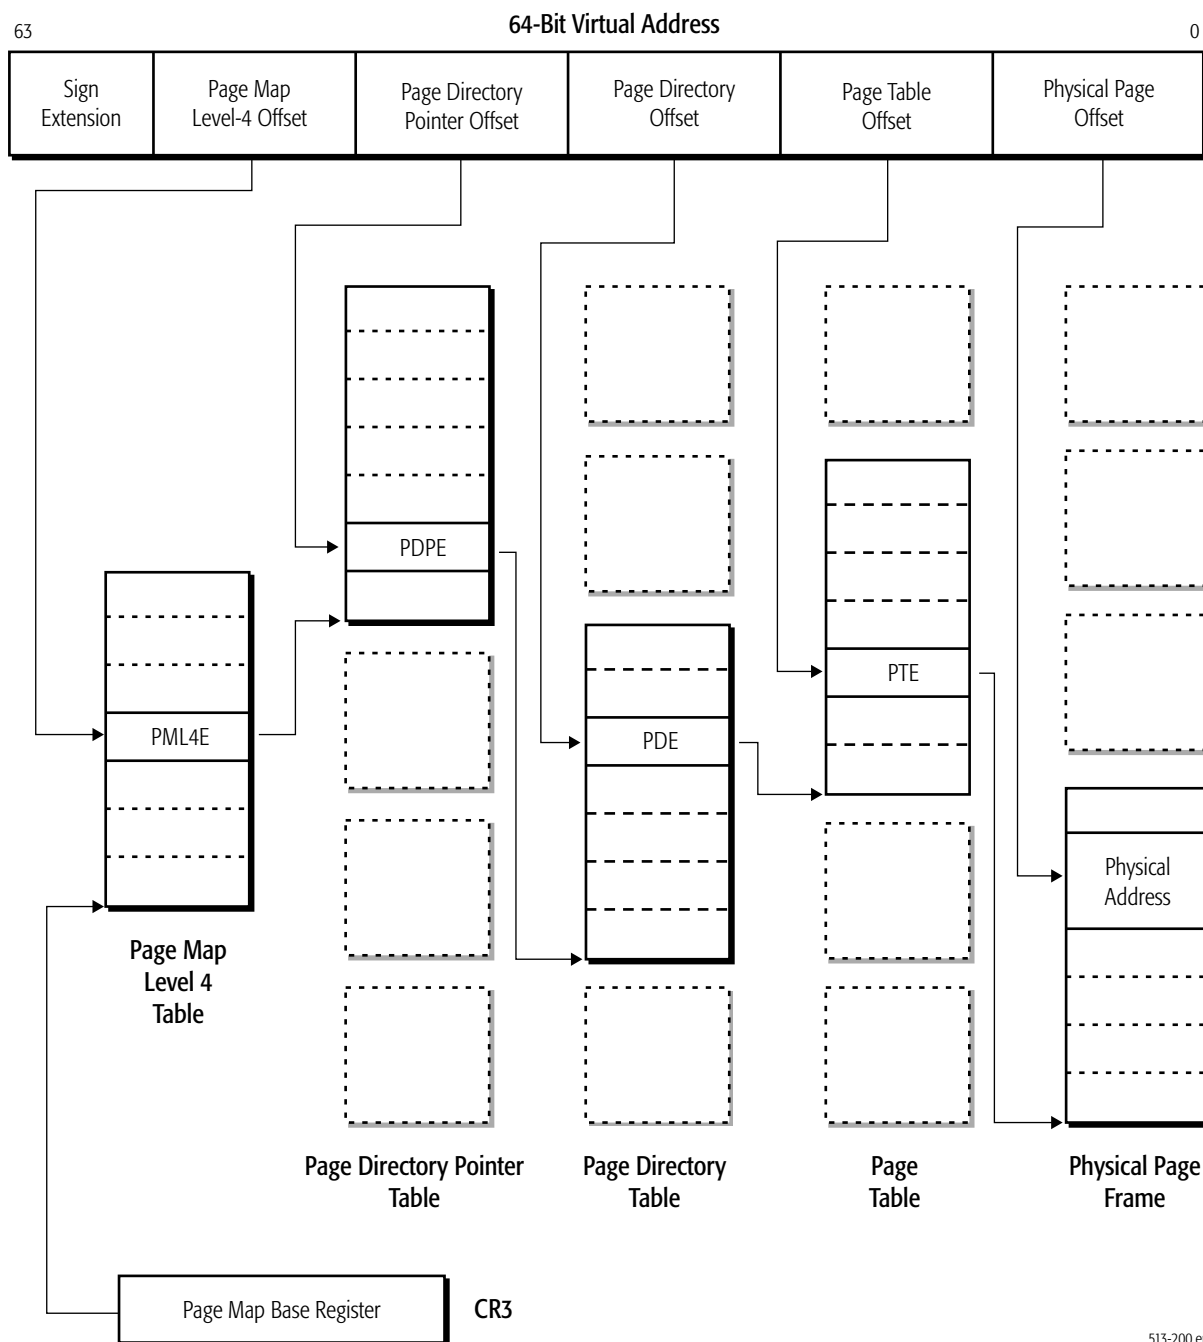 64-Bit Virtual Address
63
0
Sign
Extension
Page Map
Level-4 Offset
Page Directory
Pointer Offset
Page Directory
Offset
Page Table
Offset
Physical Page
Offset
PDPE
PTE
PML4E
PDE
Physical
Address
Page Map
Level 4
Table
Page Directory Pointer
Table
Page Directory
Table
Page
Table
Physical Page
Frame
Page Map Base Register
CR3